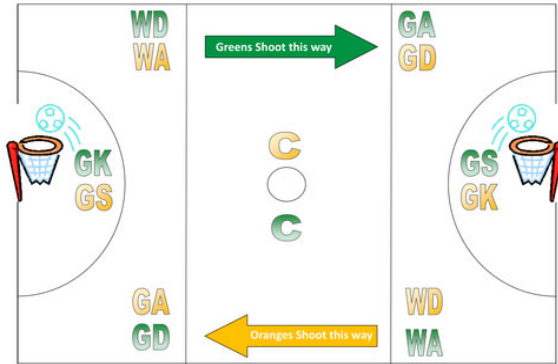 WD
WA
Greens Shoot this way
GA
GD
GK
GS
C
C
GS
GK
GA
GD
Oranges Shoot this way
WD
WA